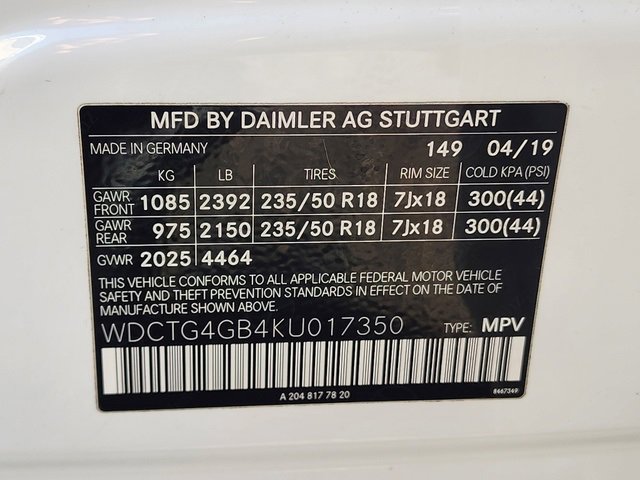 MFD BY DAIMLER AG STUTTGART
MADE IN GERMANY 149 04/19
KG LB TIRES RIM SIZE COLD KPA (PSI)
GAWR FRONT 1085 2392 235/50 R18 7Jx18 300(44)
GAWR REAR 975 2150 235/50 R18 7Jx18 300(44)
GVWR 2025 4464
THIS VEHICLE CONFORMS TO ALL APPLICABLE FEDERAL MOTOR VEHICLE
SAFETY AND THEFT PREVENTION STANDARDS IN EFFECT ON THE DATE OF
MANUFACTURE SHOWN ABOVE.
WDCTG4GB4KU017350 TYPE: MPV
A 204 817 78 20
8467349